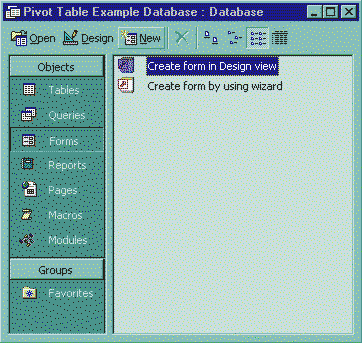 Pivot Table Example Database : Database
Open Design New
Objects
Tables
Queries
Forms
Reports
Pages
Macros
Modules
Groups
Favorites
Create form in Design view
Create form by using wizard